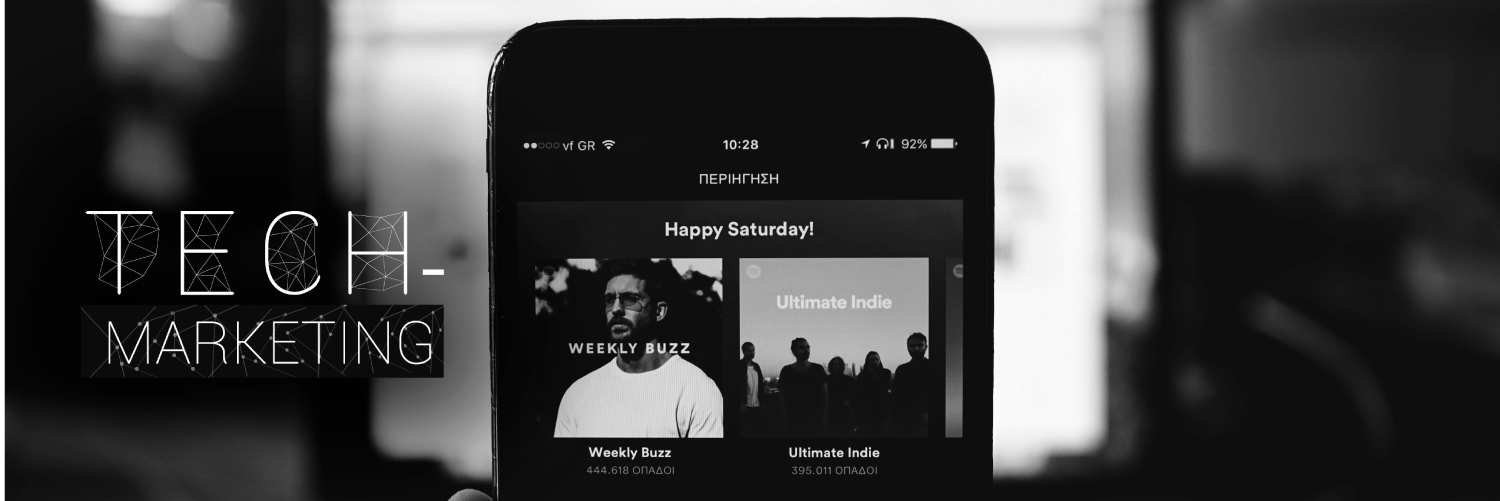 TECH-
MARKETING
vf GR 10:28 92%
ΠΕΡΙΗΓΗΣΗ
Happy Saturday!
WEEKLY BUZZ
Ultimate Indie
Weekly Buzz
444.618 ΟΠΑΔΟΙ
Ultimate Indie
395.011 ΟΠΑΔΟΙ